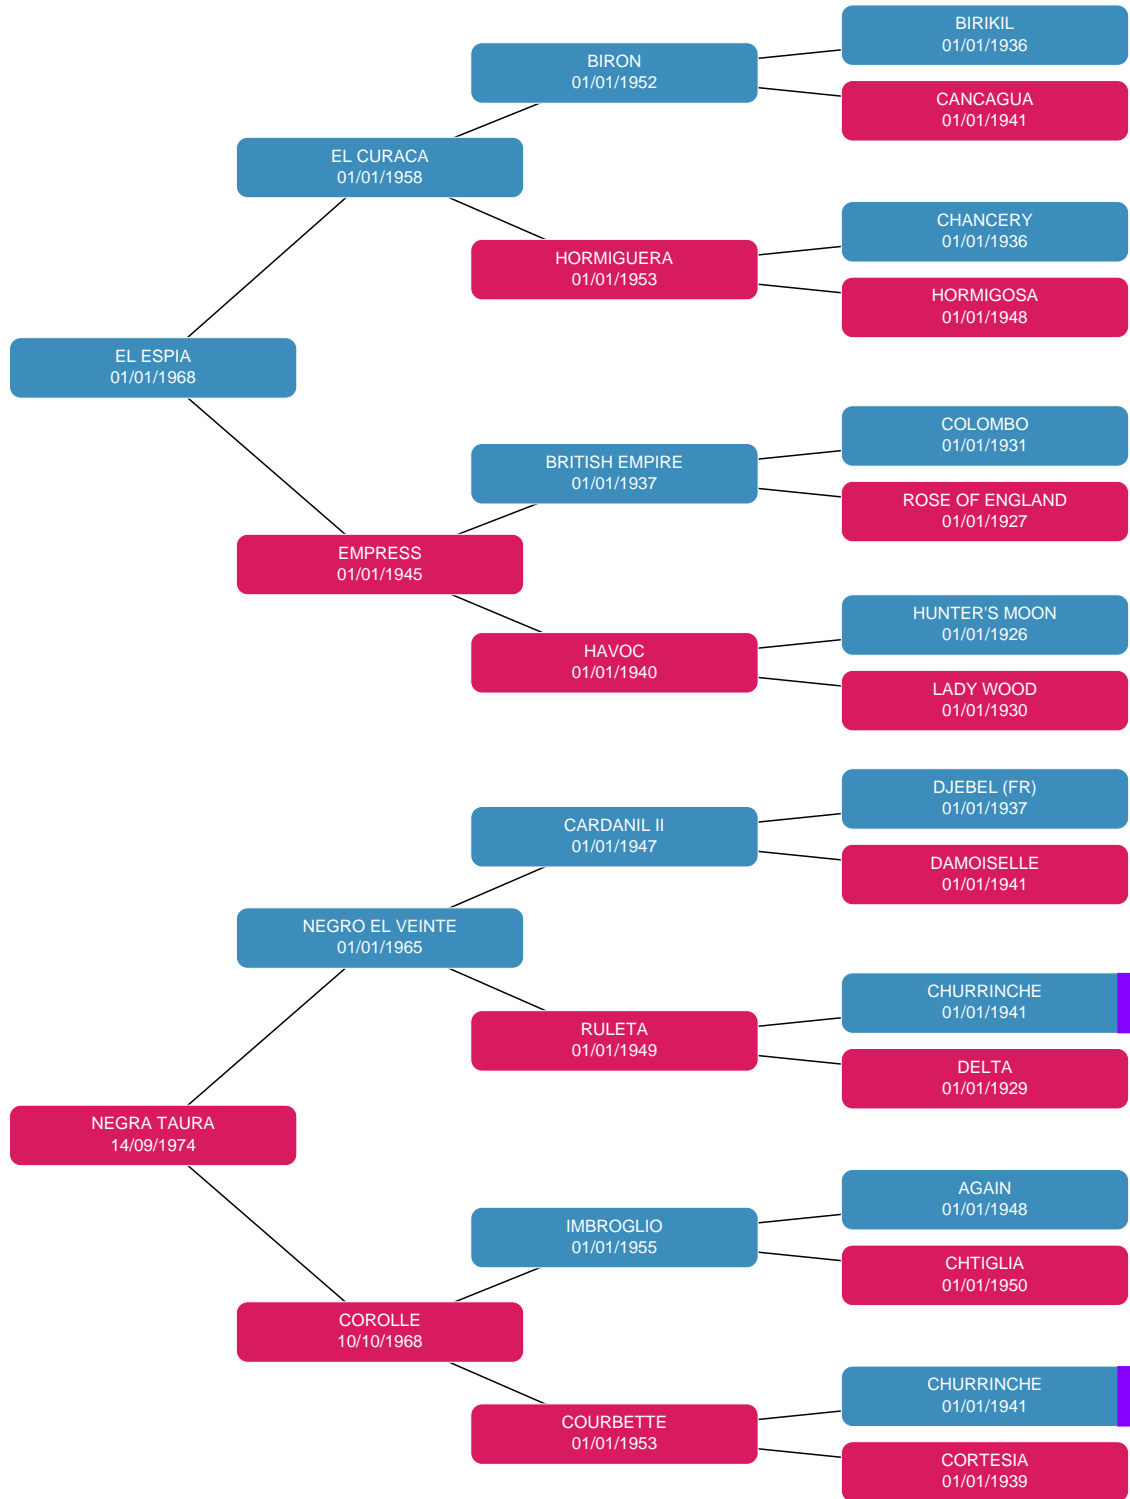 BIRIKIL
01/01/1936
BIRON
01/01/1952
CANCAGUA
01/01/1941
EL CURACA
01/01/1958
CHANCERY
01/01/1936
HORMIGUERA
01/01/1953
HORMIGOSA
01/01/1948
EL ESPIA
01/01/1968
COLOMBO
01/01/1931
BRITISH EMPIRE
01/01/1937
ROSE OF ENGLAND
01/01/1927
EMPRESS
01/01/1945
HUNTER'S MOON
01/01/1926
HAVOC
01/01/1940
LADY WOOD
01/01/1930
DJEBEL (FR)
01/01/1937
CARDANIL II
01/01/1947
DAMOISELLE
01/01/1941
NEGRO EL VEINTE
01/01/1965
CHURRINCHE
01/01/1941
RULETA
01/01/1949
DELTA
01/01/1929
NEGRA TAURA
14/09/1974
AGAIN
01/01/1948
IMBROGLIO
01/01/1955
CHTIGLIA
01/01/1950
COROLLE
10/10/1968
CHURRINCHE
01/01/1941
COURBETTE
01/01/1953
CORTESIA
01/01/1939